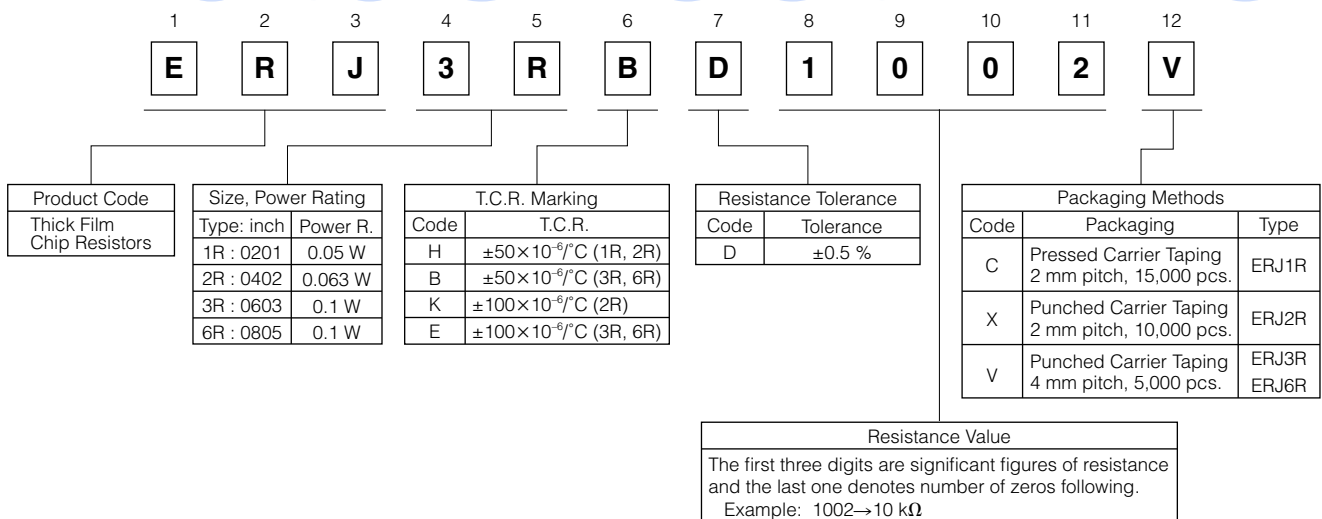 1 2 3 4 5 6 7 8 9 10 11 12
E R J 3 R B D 1 0 0 2 V
Product Code
Thick Film
Chip Resistors
Size, Power Rating
Type: inch Power R.
1R : 0201 0.05 W
2R : 0402 0.063 W
3R : 0603 0.1 W
6R : 0805 0.1 W
T.C.R. Marking
Code T.C.R.
H ±50×10⁻⁶/°C (1R, 2R)
B ±50×10⁻⁶/°C (3R, 6R)
K ±100×10⁻⁶/°C (2R)
E ±100×10⁻⁶/°C (3R, 6R)
Resistance Tolerance
Code Tolerance
D ±0.5 %
Packaging Methods
Code Packaging Type
C Pressed Carrier Taping
2 mm pitch, 15,000 pcs. ERJ1R
X Punched Carrier Taping
2 mm pitch, 10,000 pcs. ERJ2R
V Punched Carrier Taping
4 mm pitch, 5,000 pcs. ERJ3R
ERJ6R
Resistance Value
The first three digits are significant figures of resistance
and the last one denotes number of zeros following.
Example: 1002→10 kΩ